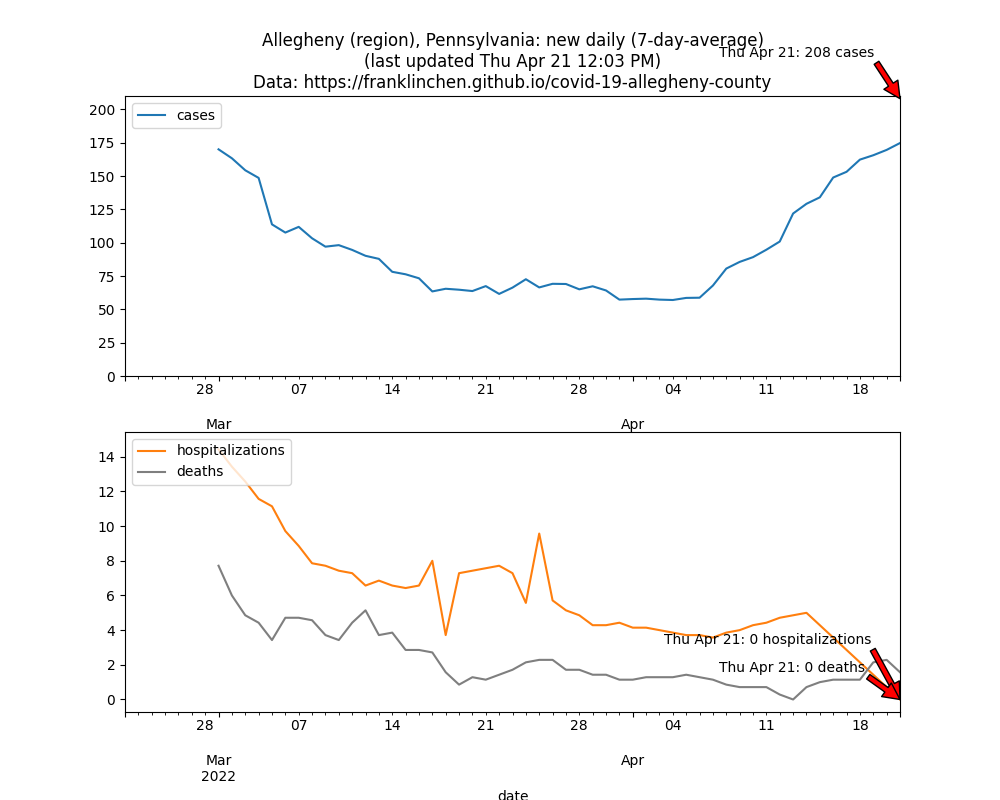 Allegheny (region), Pennsylvania: new daily (7-day-average)
(last updated Thu Apr 21 12:03 PM)
Data: https://franklinchen.github.io/covid-19-allegheny-county
Thu Apr 21: 208 cases
cases
200
175
150
125
100
75
50
25
0
28 07 14 21 28 04 11 18
Mar Apr
hospitalizations
deaths
14
12
10
8
6
4
2
0
Thu Apr 21: 0 hospitalizations
Thu Apr 21: 0 deaths
28 07 14 21 28 04 11 18
Mar Apr
2022
date